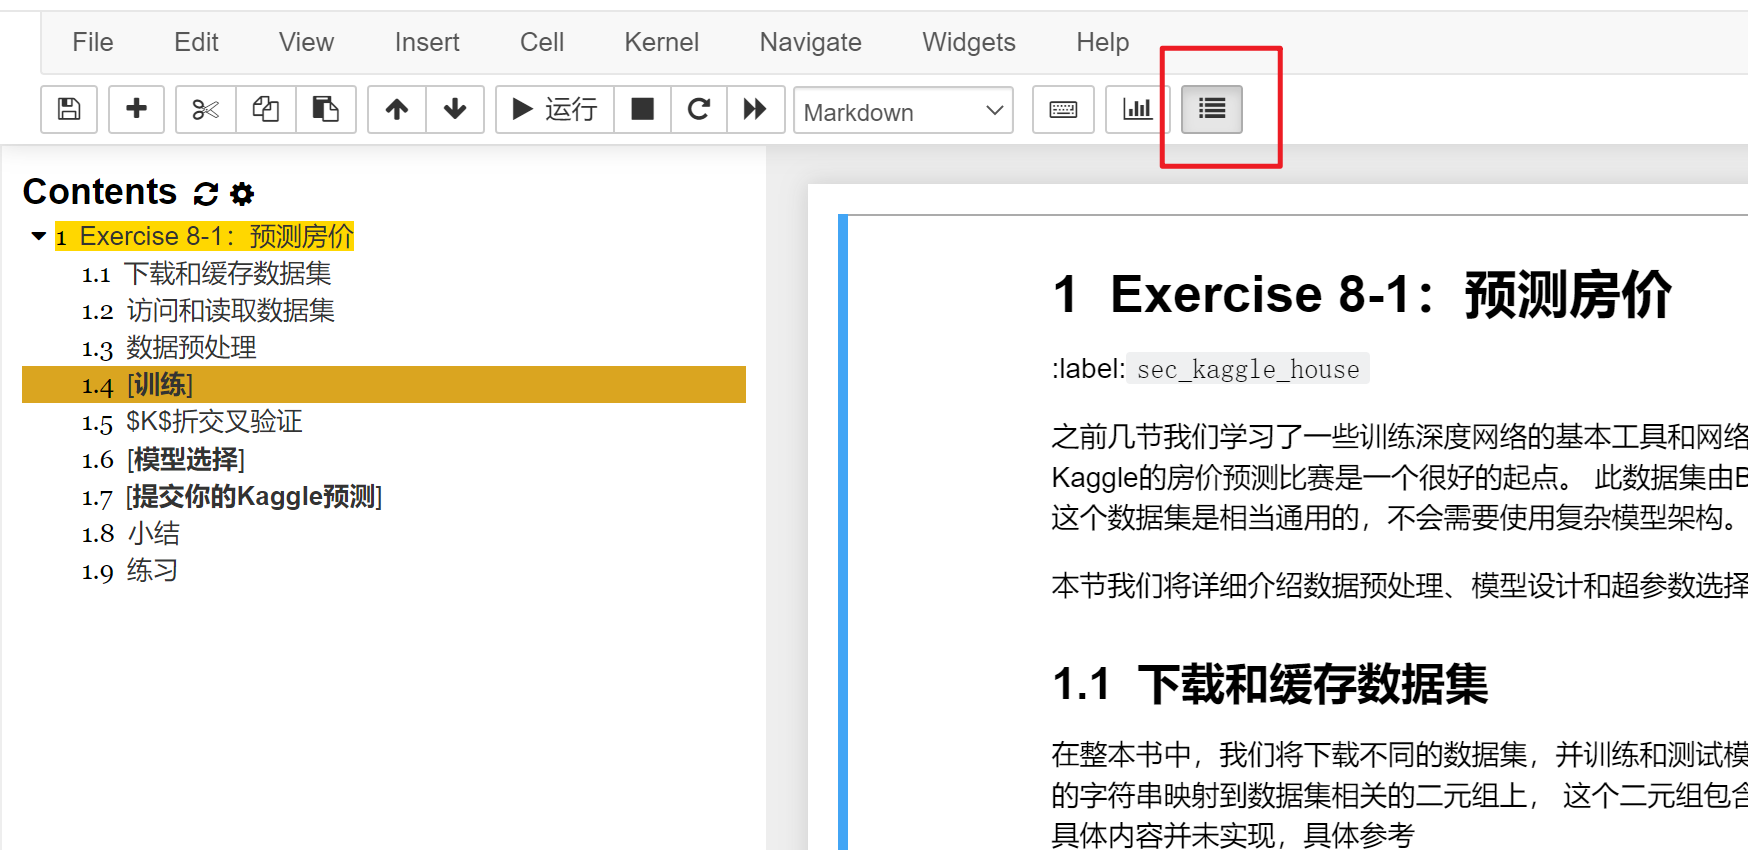 File Edit View Insert Cell Kernel Navigate Widgets Help
运行 Markdown
Contents
1 Exercise 8-1：预测房价
1.1 下载和缓存数据集
1.2 访问和读取数据集
1.3 数据预处理
1.4 [训练]
1.5 $K$折交叉验证
1.6 [模型选择]
1.7 [提交你的Kaggle预测]
1.8 小结
1.9 练习
1 Exercise 8-1：预测房价
:label: sec_kaggle_house
之前几节我们学习了一些训练深度网络的基本工具和网络
Kaggle的房价预测比赛是一个很好的起点。 此数据集由B
这个数据集是相当通用的，不会需要使用复杂模型架构。
本节我们将详细介绍数据预处理、模型设计和超参数选择
1.1 下载和缓存数据集
在整本书中，我们将下载不同的数据集，并训练和测试模
的字符串映射到数据集相关的二元组上， 这个二元组包含
具体内容并未实现，具体参考